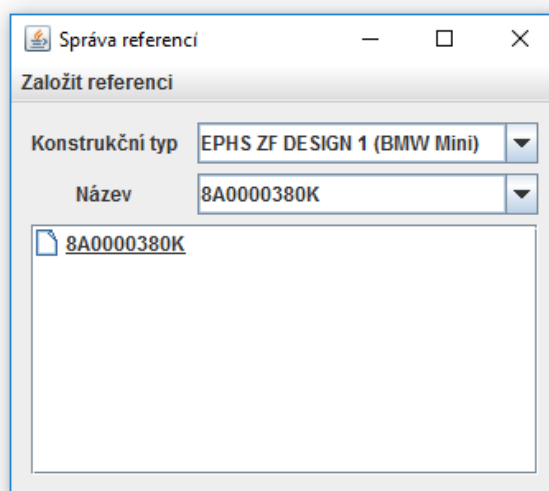 Správa referencí
Založit referenci
Konstrukční typ EPHS ZF DESIGN 1 (BMW Mini)
Název 8A0000380K
8A0000380K